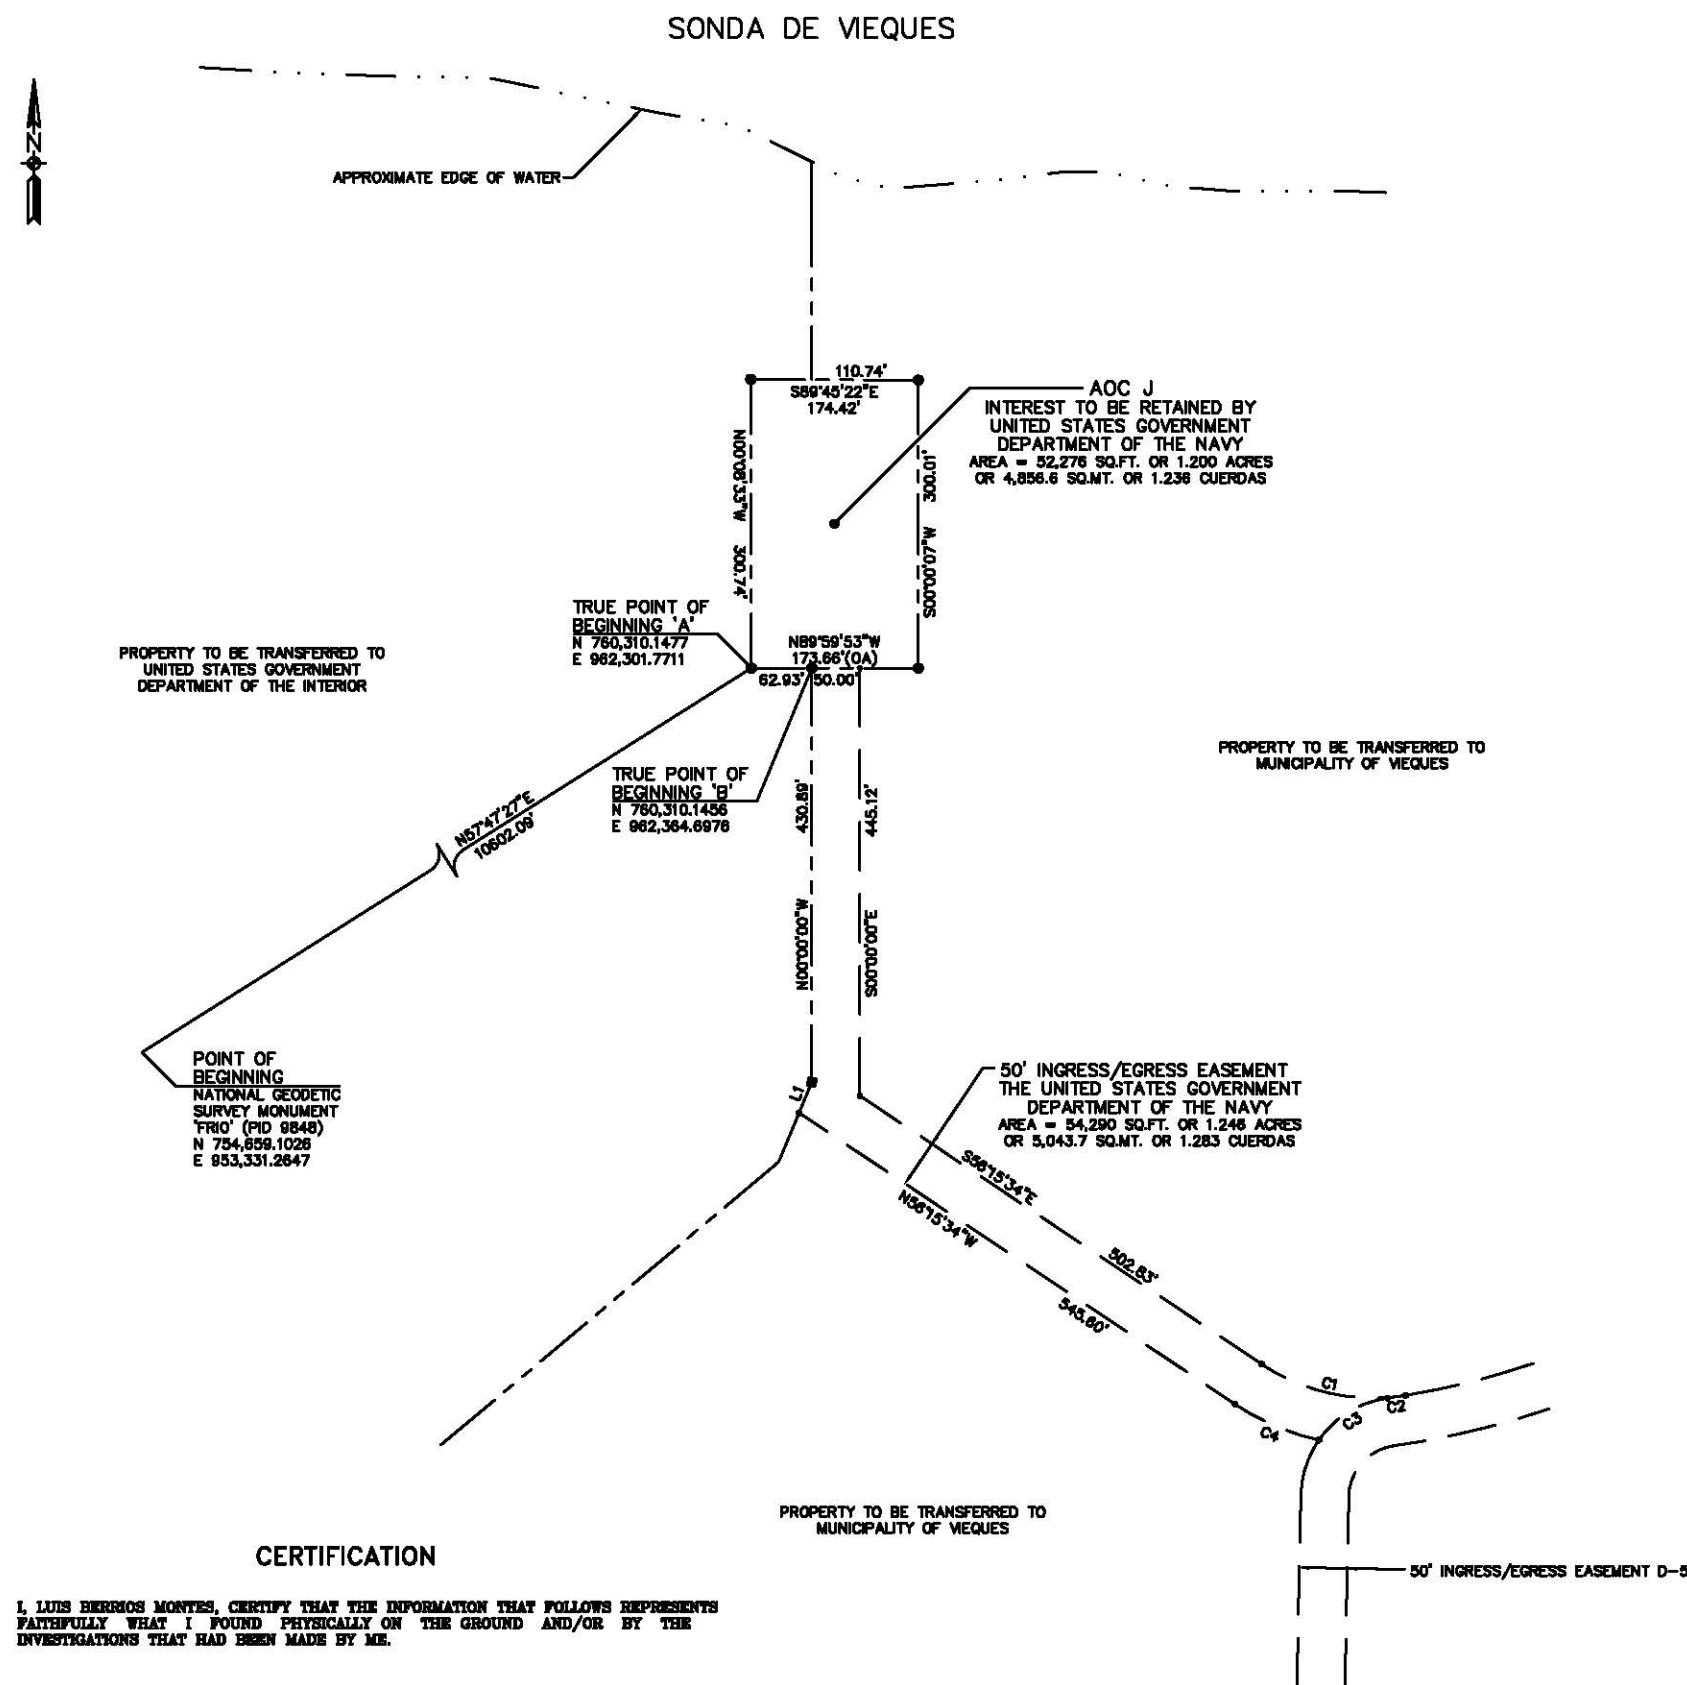 SONDA DE VIEQUES
N
APPROXIMATE EDGE OF WATER
110.74'
S89°45'22"E
174.42'
AOC J
INTEREST TO BE RETAINED BY
UNITED STATES GOVERNMENT
DEPARTMENT OF THE NAVY
AREA = 52,276 SQ.FT. OR 1.200 ACRES
OR 4,856.6 SQ.MT. OR 1.236 CUERDAS
N00°08'33"W 300.74'
S00°00'07"W 300.01'
TRUE POINT OF
BEGINNING 'A'
N 760,310.1477
E 962,301.7711
N89°59'53"W
173.66'(OA)
62.93' 50.00'
PROPERTY TO BE TRANSFERRED TO
UNITED STATES GOVERNMENT
DEPARTMENT OF THE INTERIOR
PROPERTY TO BE TRANSFERRED TO
MUNICIPALITY OF VIEQUES
TRUE POINT OF
BEGINNING 'B'
N 760,310.1456
E 962,364.6976
N57°47'27"E
10602.09'
N00°00'00"W 430.89'
S00°00'00"E 445.12'
POINT OF
BEGINNING
NATIONAL GEODETIC
SURVEY MONUMENT
'FRIO' (PID 9848)
N 754,659.1026
E 953,331.2647
L1
50' INGRESS/EGRESS EASEMENT
THE UNITED STATES GOVERNMENT
DEPARTMENT OF THE NAVY
AREA = 54,290 SQ.FT. OR 1.246 ACRES
OR 5,043.7 SQ.MT. OR 1.283 CUERDAS
S56°15'34"E 502.83'
N56°15'34"W 545.60'
C1
C2
C3
C4
PROPERTY TO BE TRANSFERRED TO
MUNICIPALITY OF VIEQUES
50' INGRESS/EGRESS EASEMENT D-5
CERTIFICATION
I, LUIS BERRIOS MONTES, CERTIFY THAT THE INFORMATION THAT FOLLOWS REPRESENTS
FAITHFULLY WHAT I FOUND PHYSICALLY ON THE GROUND AND/OR BY THE
INVESTIGATIONS THAT HAD BEEN MADE BY ME.